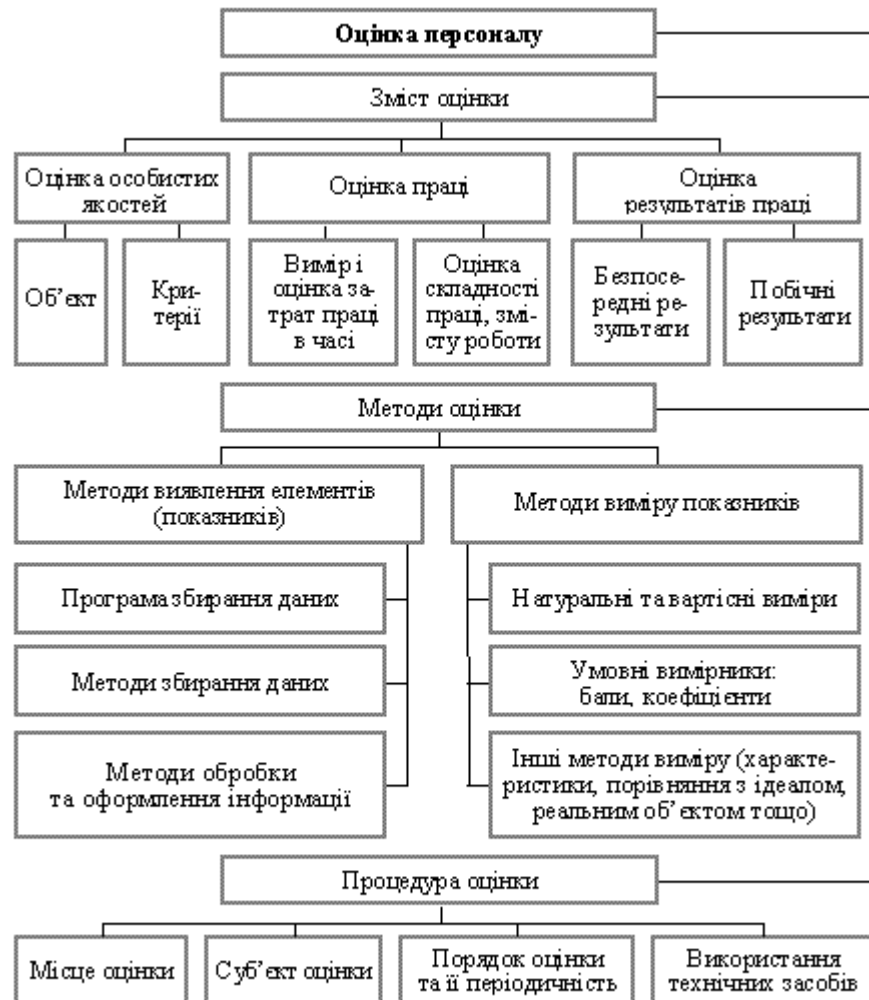 Оцінка персоналу
Зміст оцінки
Оцінка особистих
якостей
Оцінка праці
Оцінка
результатів праці
Об’єкт
Кри-
терії
Вимір і
оцінка за-
трат праці
в часі
Оцінка
складності
праці, змі-
сту роботи
Безпосе-
редні ре-
зультати
Побічні
результати
Методи оцінки
Методи виявлення елементів
(показників)
Методи виміру показників
Програма збирання даних
Методи збирання даних
Методи обробки
та оформлення інформації
Натуральні та вартісні виміри
Умовні вимірники:
бали, коефіцієнти
Інші методи виміру (характе-
ристики, порівняння з ідеалом,
реальним об’єктом тощо)
Процедура оцінки
Місце оцінки
Суб’єкт оцінки
Порядок оцінки
та її періодичність
Використання
технічних засобів